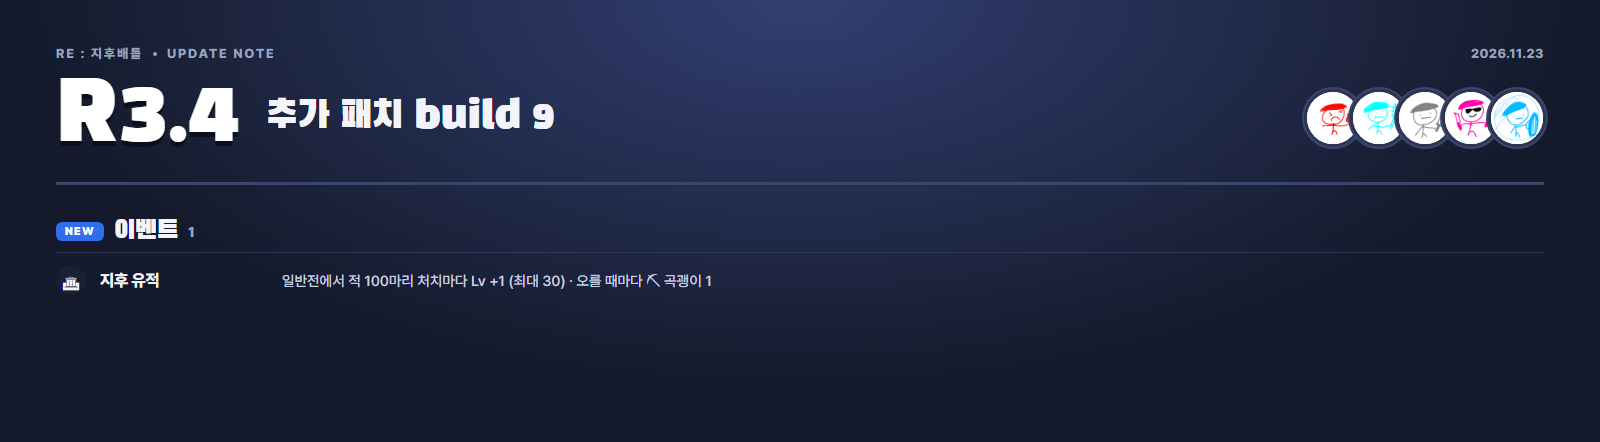 RE : 지후배틀 • UPDATE NOTE
2026.11.23
R3.4 추가 패치 build 9
NEW 이벤트 1
지후 유적 일반전에서 적 100마리 처치마다 Lv +1 (최대 30) · 오를 때마다 ⛏ 곡괭이 1